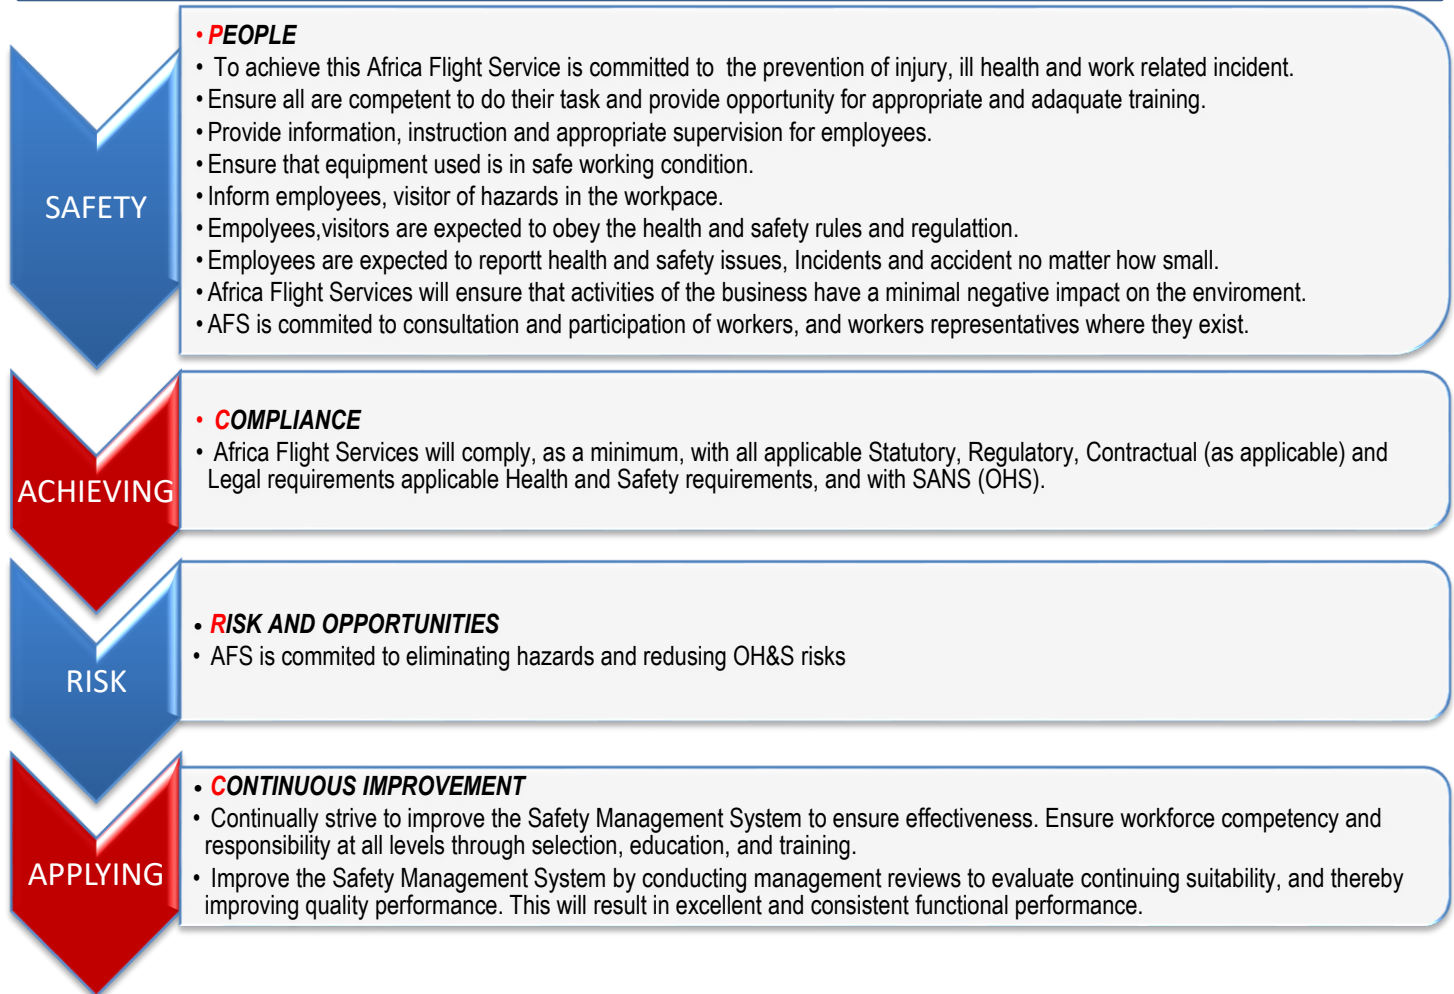 SAFETY
• PEOPLE
• To achieve this Africa Flight Service is committed to the prevention of injury, ill health and work related incident.
• Ensure all are competent to do their task and provide opportunity for appropriate and adaquate training.
• Provide information, instruction and appropriate supervision for employees.
• Ensure that equipment used is in safe working condition.
• Inform employees, visitor of hazards in the workpace.
• Empolyees,visitors are expected to obey the health and safety rules and regulattion.
• Employees are expected to reportt health and safety issues, Incidents and accident no matter how small.
• Africa Flight Services will ensure that activities of the business have a minimal negative impact on the enviroment.
• AFS is commited to consultation and participation of workers, and workers representatives where they exist.
ACHIEVING
• COMPLIANCE
• Africa Flight Services will comply, as a minimum, with all applicable Statutory, Regulatory, Contractual (as applicable) and
Legal requirements applicable Health and Safety requirements, and with SANS (OHS).
RISK
• RISK AND OPPORTUNITIES
• AFS is commited to eliminating hazards and redusing OH&S risks
APPLYING
• CONTINUOUS IMPROVEMENT
• Continually strive to improve the Safety Management System to ensure effectiveness. Ensure workforce competency and
responsibility at all levels through selection, education, and training.
• Improve the Safety Management System by conducting management reviews to evaluate continuing suitability, and thereby
improving quality performance. This will result in excellent and consistent functional performance.